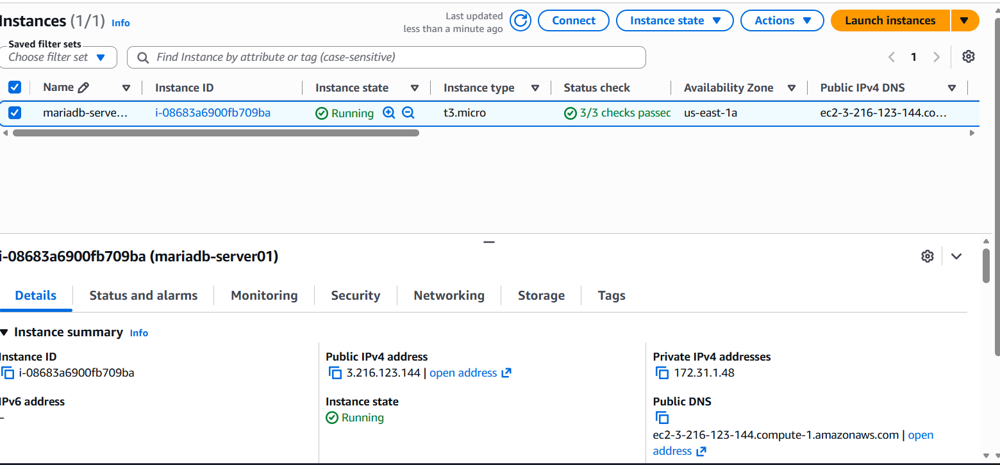 Instances (1/1) Info
Last updated
less than a minute ago
Connect
Instance state
Actions
Launch instances
Saved filter sets
Choose filter set
Find Instance by attribute or tag (case-sensitive)
1
Name Instance ID Instance state Instance type Status check Availability Zone Public IPv4 DNS
mariadb-serve... i-08683a6900fb709ba Running t3.micro 3/3 checks passec us-east-1a ec2-3-216-123-144.co...
i-08683a6900fb709ba (mariadb-server01)
Details Status and alarms Monitoring Security Networking Storage Tags
Instance summary Info
Instance ID
i-08683a6900fb709ba
Public IPv4 address
3.216.123.144 | open address
Private IPv4 addresses
172.31.1.48
IPv6 address
–
Instance state
Running
Public DNS
ec2-3-216-123-144.compute-1.amazonaws.com | open
address